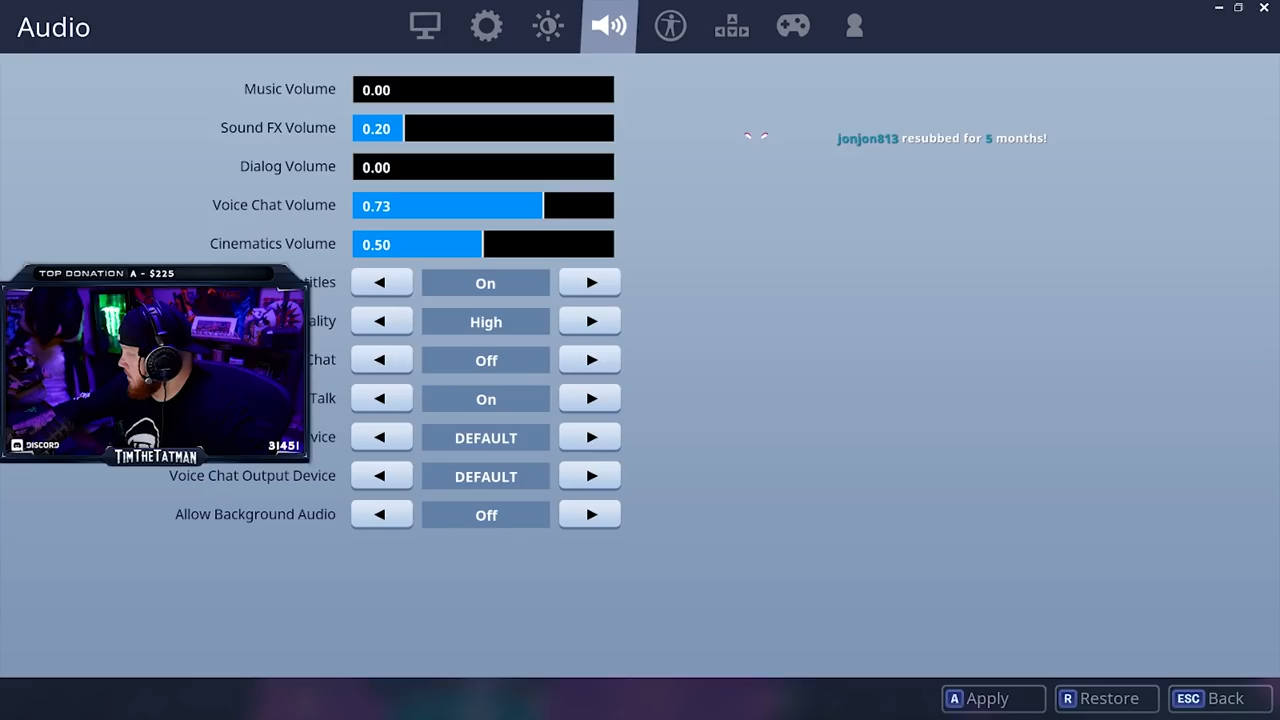 Audio
Music Volume
0.00
Sound FX Volume
0.20
jonjon813 resubbed for 5 months!
Dialog Volume
0.00
Voice Chat Volume
0.73
Cinematics Volume
0.50
TOP DONATION A - $225
titles
On
ality
High
Chat
Off
Talk
On
vice
DEFAULT
DISCORD
31451
TIMTHETATMAN
Voice Chat Output Device
DEFAULT
Allow Background Audio
Off
A Apply
R Restore
ESC Back